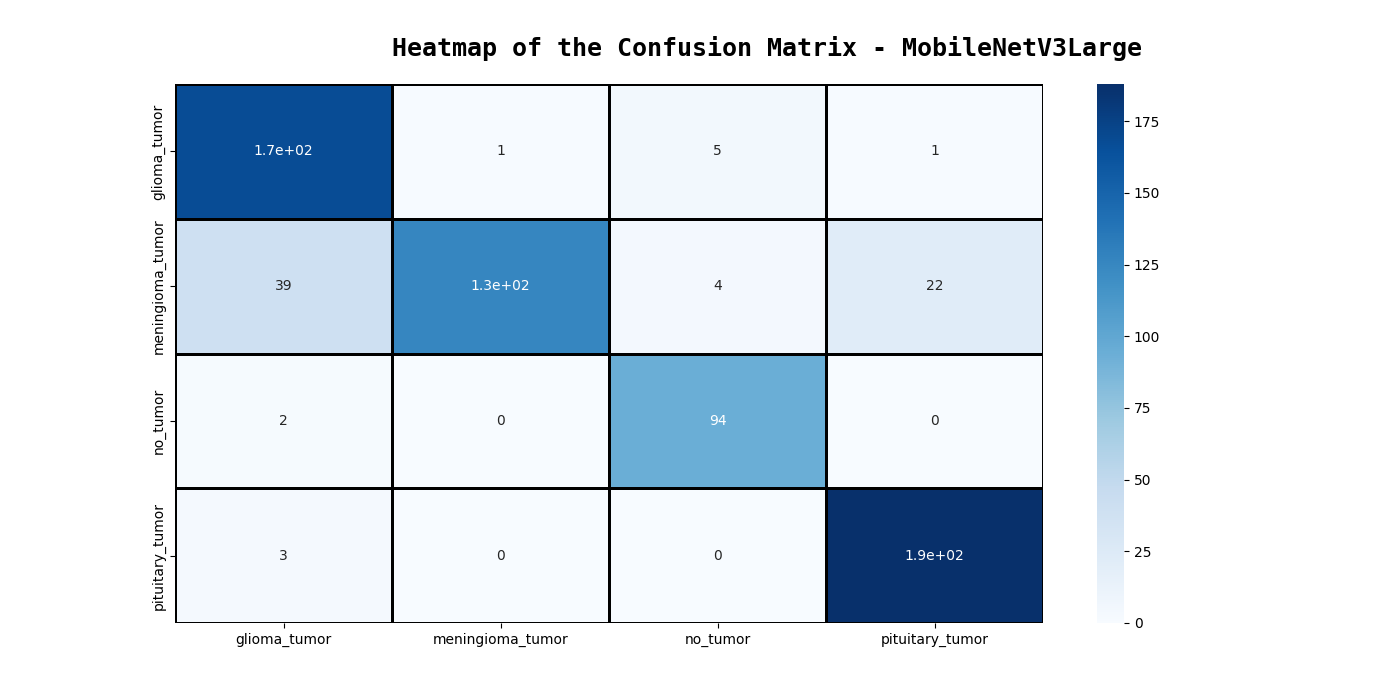 Heatmap of the Confusion Matrix - MobileNetV3Large
glioma_tumor
1.7e+02 1 5 1
meningioma_tumor
39 1.3e+02 4 22
no_tumor
2 0 94 0
pituitary_tumor
3 0 0 1.9e+02
glioma_tumor meningioma_tumor no_tumor pituitary_tumor
175
150
125
100
75
50
25
0